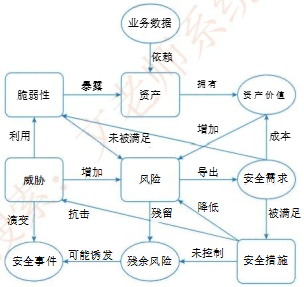 业务数据
依赖
脆弱性
暴露
资产
拥有
资产价值
利用
未被满足
增加
成本
威胁
增加
风险
导出
安全需求
演变
抗击
残留
降低
被满足
安全事件
可能诱发
残余风险
未控制
安全措施